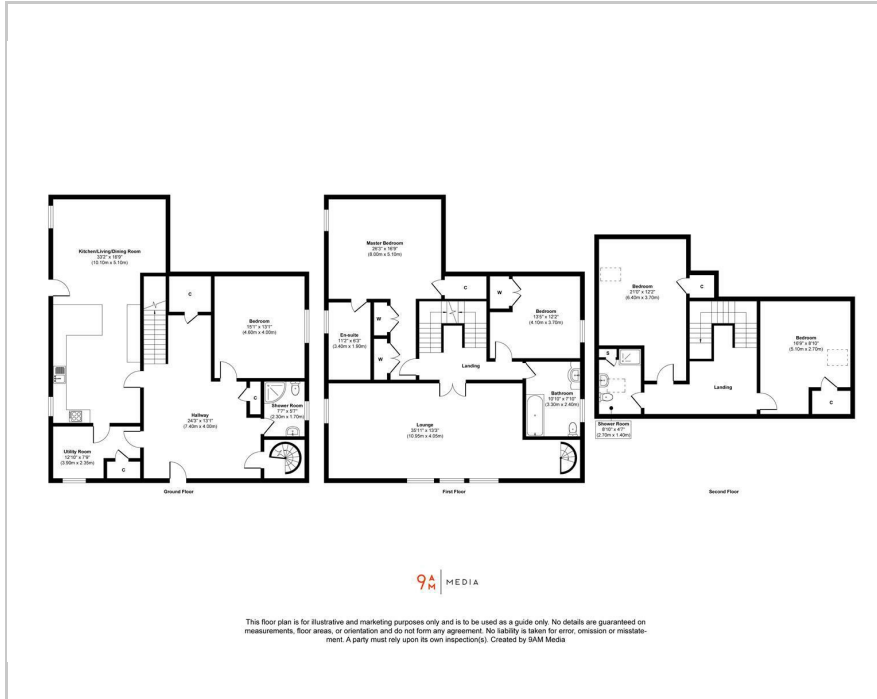 Kitchen/Living/Dining Room
33'2" x 16'9"
(10.10m x 5.10m)
C
Bedroom
15'1" x 13'1"
(4.60m x 4.00m)
Hallway
24'3" x 13'1"
(7.40m x 4.00m)
C
Shower Room
7'7" x 5'7"
(2.30m x 1.70m)
Utility Room
12'10" x 7'9"
(3.90m x 2.35m)
C
Ground Floor
Master Bedroom
26'3" x 16'9"
(8.00m x 5.10m)
C
W
Bedroom
13'5" x 12'2"
(4.10m x 3.70m)
En-suite
11'2" x 6'3"
(3.40m x 1.90m)
W
W
Landing
Bathroom
10'10" x 7'10"
(3.30m x 2.40m)
Lounge
35'11" x 13'3"
(10.95m x 4.05m)
First Floor
Bedroom
21'0" x 12'2"
(6.40m x 3.70m)
C
Bedroom
16'9" x 8'10"
(5.10m x 2.70m)
S
Landing
C
Shower Room
8'10" x 4'7"
(2.70m x 1.40m)
Second Floor
9AM MEDIA
This floor plan is for illustrative and marketing purposes only and is to be used as a guide only. No details are guaranteed on
measurements, floor areas, or orientation and do not form any agreement. No liability is taken for error, omission or misstate-
ment. A party must rely upon its own inspection(s). Created by 9AM Media